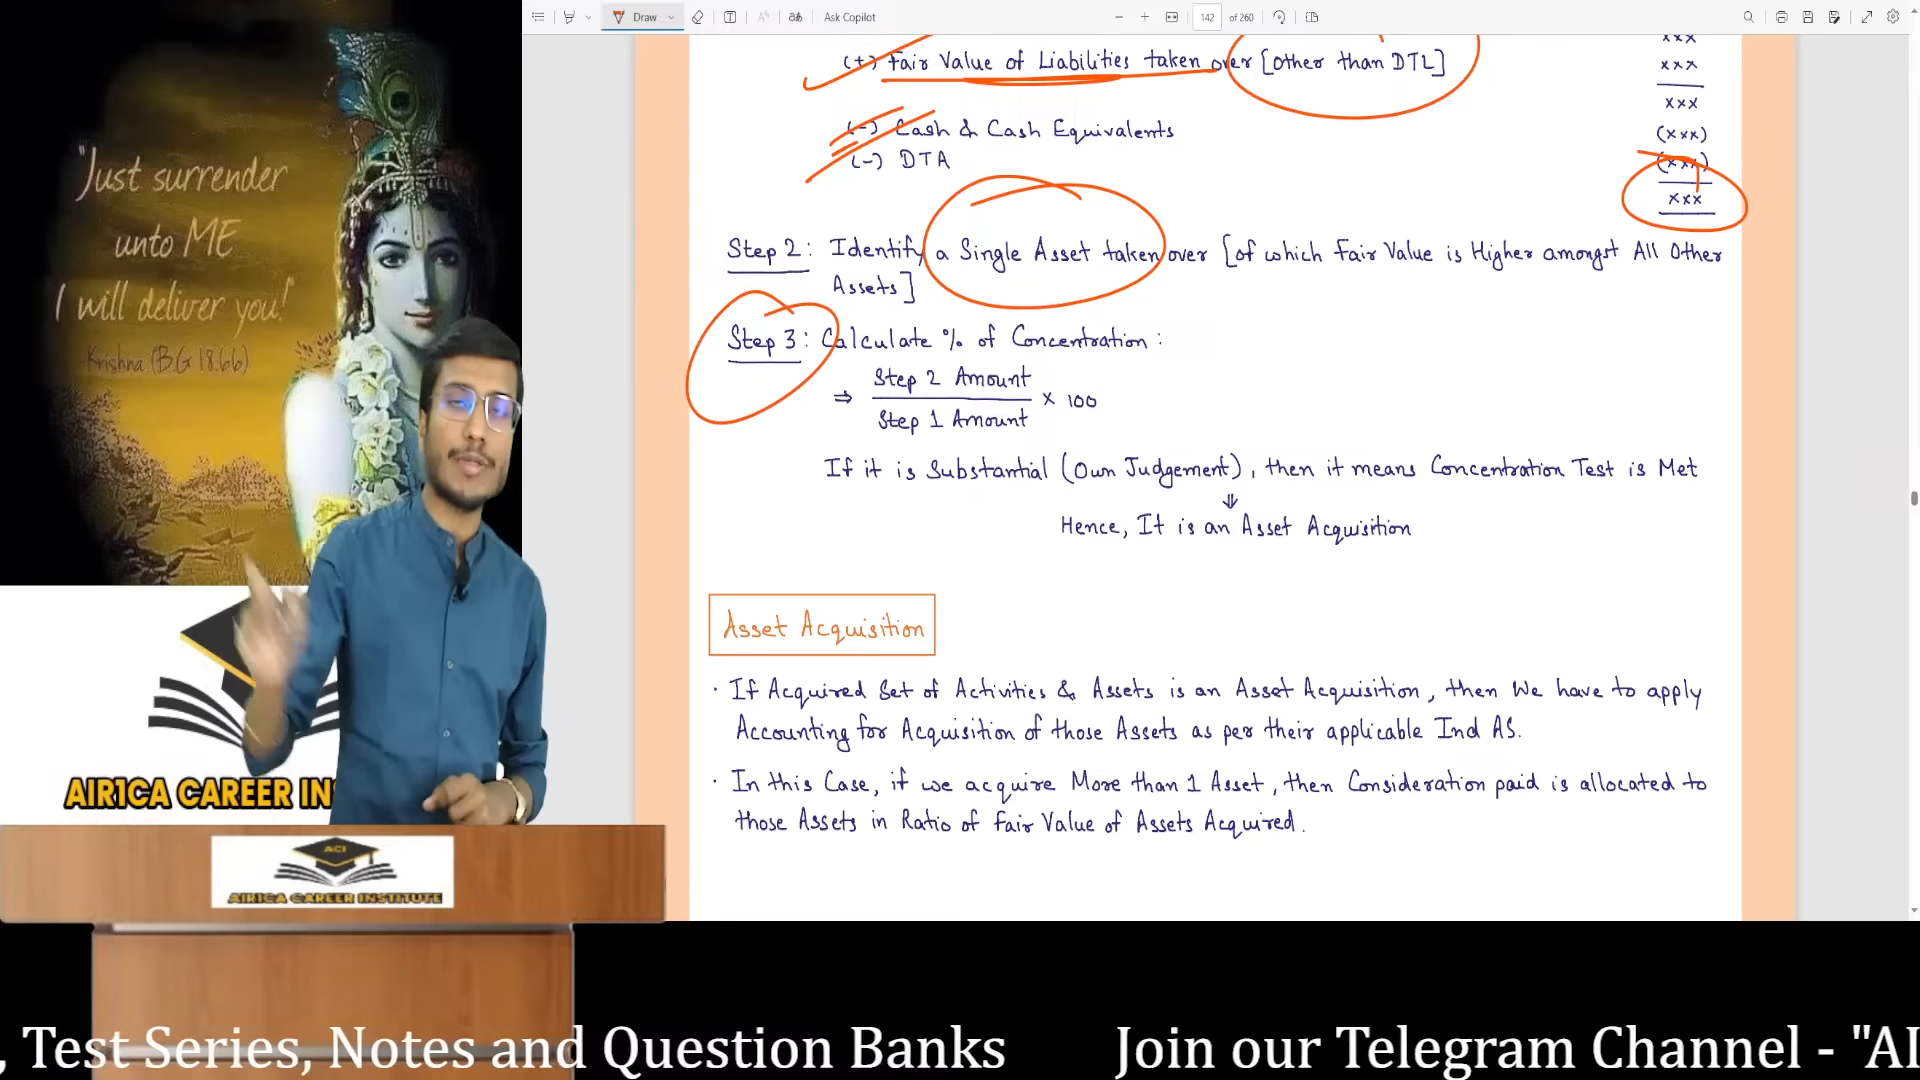 Draw
Ask Copilot
142 of 260
xxx
(+) Fair Value of Liabilities taken over [other than DTL] xxx
xxx
(-) Cash & Cash Equivalents (xxx)
(-) DTA (xxx)
xxx
Step 2: Identify a Single Asset taken over [of which Fair Value is Higher amongst All Other
Assets]
Step 3: Calculate % of Concentration:
⇒ Step 2 Amount
Step 1 Amount × 100
If it is Substantial (Own Judgement), then it means Concentration Test is Met
⇓
Hence, It is an Asset Acquisition
Asset Acquisition
· If Acquired Set of Activities & Assets is an Asset Acquisition, then We have to apply
Accounting for Acquisition of those Assets as per their applicable Ind AS.
· In this Case, if we acquire More than 1 Asset, then Consideration paid is allocated to
those Assets in Ratio of Fair Value of Assets Acquired.
"Just surrender
unto ME
I will deliver you!"
- Krishna (B.G 18.66)
AIR1CA CAREER IN
ACI
AIR1CA CAREER INSTITUTE
, Test Series, Notes and Question Banks Join our Telegram Channel - "AI